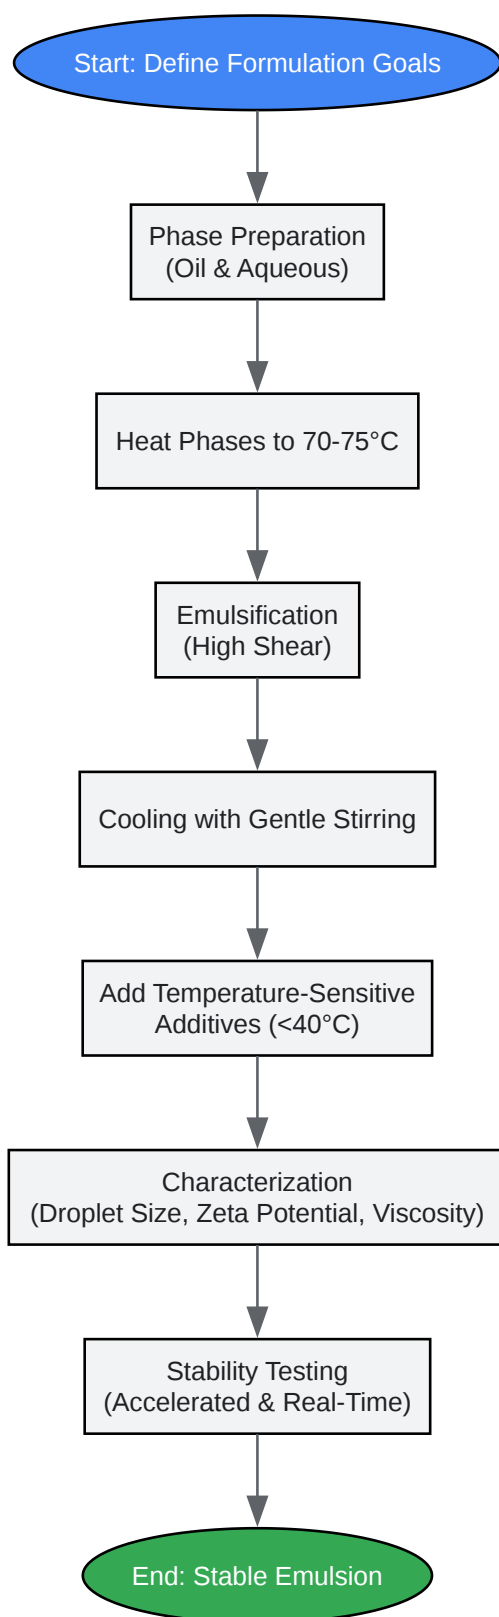 Start: Define Formulation Goals
Phase Preparation
(Oil & Aqueous)
Heat Phases to 70-75°C
Emulsification
(High Shear)
Cooling with Gentle Stirring
Add Temperature-Sensitive
Additives (<40°C)
Characterization
(Droplet Size, Zeta Potential, Viscosity)
Stability Testing
(Accelerated & Real-Time)
End: Stable Emulsion